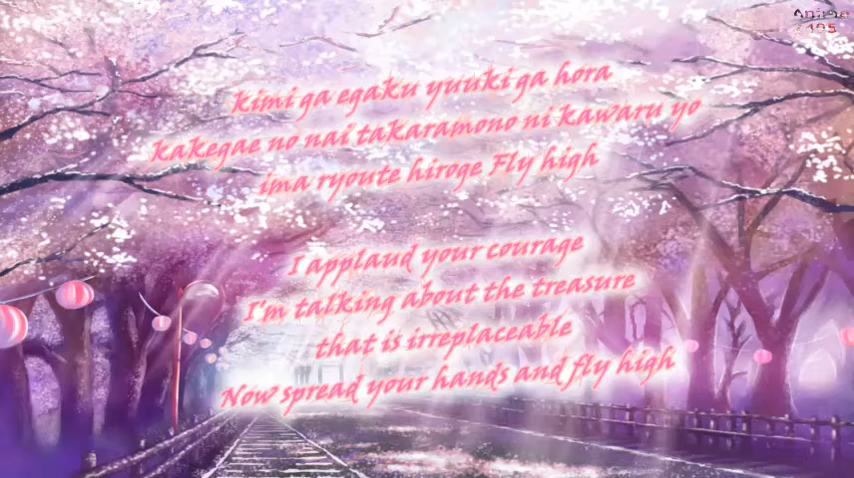 Anime
kimi ga egaku yuuki ga hora
kakegae no nai takaramono ni kawaru yo
ima ryoute hiroge Fly high
I applaud your courage
I'm talking about the treasure
that is irreplaceable
Now spread your hands and fly high